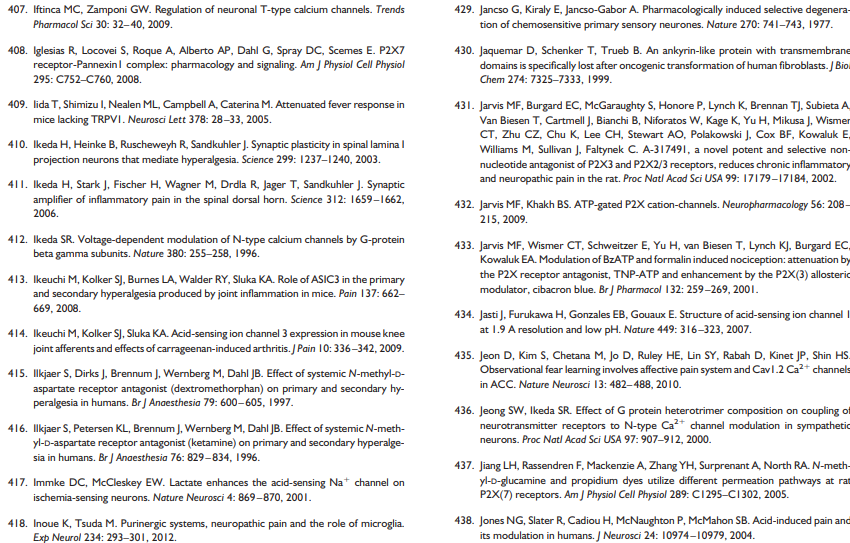 407. Iftinca MC, Zamponi GW. Regulation of neuronal T-type calcium channels. Trends
Pharmacol Sci 30: 32–40, 2009.
408. Iglesias R, Locovei S, Roque A, Alberto AP, Dahl G, Spray DC, Scemes E. P2X7
receptor-Pannexin1 complex: pharmacology and signaling. Am J Physiol Cell Physiol
295: C752–C760, 2008.
409. Iida T, Shimizu I, Nealen ML, Campbell A, Caterina M. Attenuated fever response in
mice lacking TRPV1. Neurosci Lett 378: 28–33, 2005.
410. Ikeda H, Heinke B, Ruscheweyh R, Sandkuhler J. Synaptic plasticity in spinal lamina I
projection neurons that mediate hyperalgesia. Science 299: 1237–1240, 2003.
411. Ikeda H, Stark J, Fischer H, Wagner M, Drdla R, Jager T, Sandkuhler J. Synaptic
amplifier of inflammatory pain in the spinal dorsal horn. Science 312: 1659–1662,
2006.
412. Ikeda SR. Voltage-dependent modulation of N-type calcium channels by G-protein
beta gamma subunits. Nature 380: 255–258, 1996.
413. Ikeuchi M, Kolker SJ, Burnes LA, Walder RY, Sluka KA. Role of ASIC3 in the primary
and secondary hyperalgesia produced by joint inflammation in mice. Pain 137: 662–
669, 2008.
414. Ikeuchi M, Kolker SJ, Sluka KA. Acid-sensing ion channel 3 expression in mouse knee
joint afferents and effects of carrageenan-induced arthritis. J Pain 10: 336–342, 2009.
415. Ilkjaer S, Dirks J, Brennum J, Wernberg M, Dahl JB. Effect of systemic N-methyl-D-
aspartate receptor antagonist (dextromethorphan) on primary and secondary hy-
peralgesia in humans. Br J Anaesthesia 79: 600–605, 1997.
416. Ilkjaer S, Petersen KL, Brennum J, Wernberg M, Dahl JB. Effect of systemic N-meth-
yl-D-aspartate receptor antagonist (ketamine) on primary and secondary hyperalge-
sia in humans. Br J Anaesthesia 76: 829–834, 1996.
417. Immke DC, McCleskey EW. Lactate enhances the acid-sensing Na+ channel on
ischemia-sensing neurons. Nature Neurosci 4: 869–870, 2001.
418. Inoue K, Tsuda M. Purinergic systems, neuropathic pain and the role of microglia.
Exp Neurol 234: 293–301, 2012.
429. Jancso G, Kiraly E, Jancso-Gabor A. Pharmacologically induced selective degenera-
tion of chemosensitive primary sensory neurones. Nature 270: 741–743, 1977.
430. Jaquemar D, Schenker T, Trueb B. An ankyrin-like protein with transmembrane
domains is specifically lost after oncogenic transformation of human fibroblasts. J Biol
Chem 274: 7325–7333, 1999.
431. Jarvis MF, Burgard EC, McGaraughty S, Honore P, Lynch K, Brennan TJ, Subieta A,
Van Biesen T, Cartmell J, Bianchi B, Niforatos W, Kage K, Yu H, Mikusa J, Wismer
CT, Zhu CZ, Chu K, Lee CH, Stewart AO, Polakowski J, Cox BF, Kowaluk E,
Williams M, Sullivan J, Faltynek C. A-317491, a novel potent and selective non-
nucleotide antagonist of P2X3 and P2X2/3 receptors, reduces chronic inflammatory
and neuropathic pain in the rat. Proc Natl Acad Sci USA 99: 17179–17184, 2002.
432. Jarvis MF, Khakh BS. ATP-gated P2X cation-channels. Neuropharmacology 56: 208–
215, 2009.
433. Jarvis MF, Wismer CT, Schweitzer E, Yu H, van Biesen T, Lynch KJ, Burgard EC,
Kowaluk EA. Modulation of BzATP and formalin induced nociception: attenuation by
the P2X receptor antagonist, TNP-ATP and enhancement by the P2X(3) allosteric
modulator, cibacron blue. Br J Pharmacol 132: 259–269, 2001.
434. Jasti J, Furukawa H, Gonzales EB, Gouaux E. Structure of acid-sensing ion channel 1
at 1.9 A resolution and low pH. Nature 449: 316–323, 2007.
435. Jeon D, Kim S, Chetana M, Jo D, Ruley HE, Lin SY, Rabah D, Kinet JP, Shin HS.
Observational fear learning involves affective pain system and Cav1.2 Ca2+ channels
in ACC. Nature Neurosci 13: 482–488, 2010.
436. Jeong SW, Ikeda SR. Effect of G protein heterotrimer composition on coupling of
neurotransmitter receptors to N-type Ca2+ channel modulation in sympathetic
neurons. Proc Natl Acad Sci USA 97: 907–912, 2000.
437. Jiang LH, Rassendren F, Mackenzie A, Zhang YH, Surprenant A, North RA. N-meth-
yl-D-glucamine and propidium dyes utilize different permeation pathways at rat
P2X(7) receptors. Am J Physiol Cell Physiol 289: C1295–C1302, 2005.
438. Jones NG, Slater R, Cadiou H, McNaughton P, McMahon SB. Acid-induced pain and
its modulation in humans. J Neurosci 24: 10974–10979, 2004.